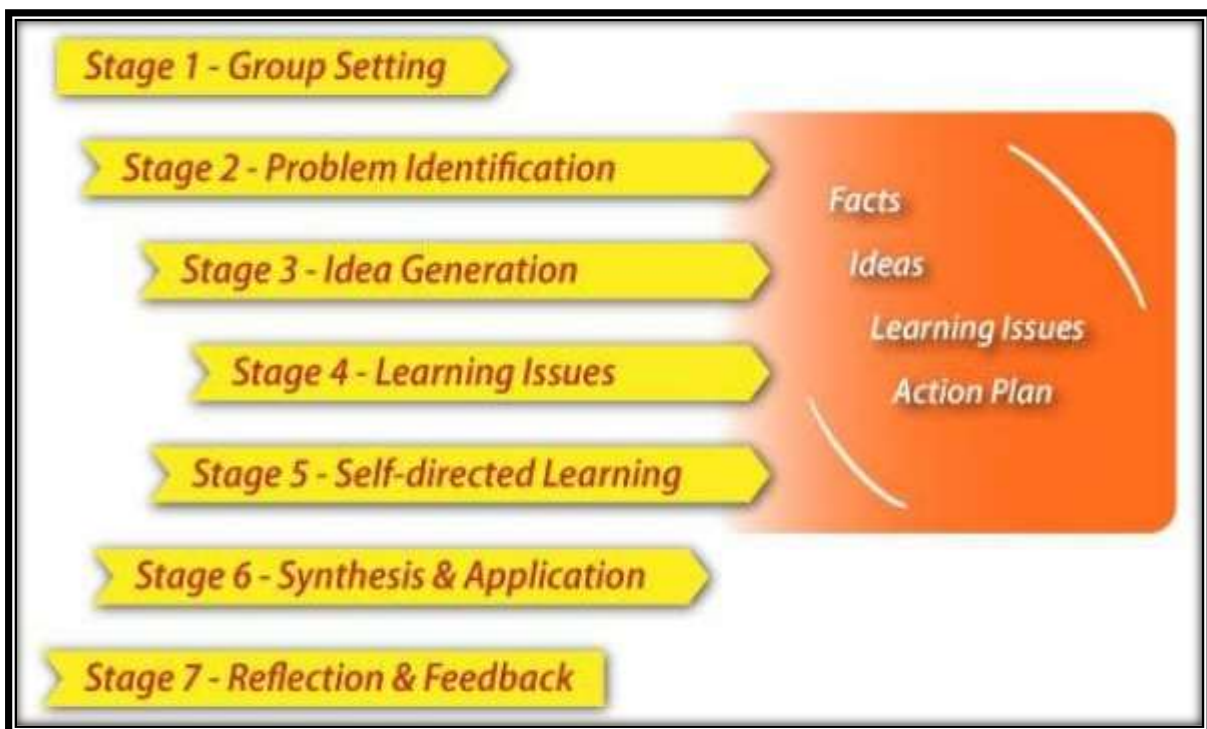 Stage 1 - Group Setting
Stage 2 - Problem Identification
Stage 3 - Idea Generation
Stage 4 - Learning Issues
Stage 5 - Self-directed Learning
Stage 6 - Synthesis & Application
Stage 7 - Reflection & Feedback
Facts
Ideas
Learning Issues
Action Plan